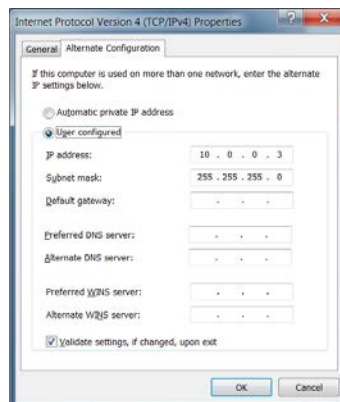 Internet Protocol Version 4 (TCP/IPv4) Properties
General Alternate Configuration
If this computer is used on more than one network, enter the alternate
IP settings below.
Automatic private IP address
User configured
IP address: 10 . 0 . 0 . 3
Subnet mask: 255 . 255 . 255 . 0
Default gateway: . . .
Preferred DNS server: . . .
Alternate DNS server: . . .
Preferred WINS server: . . .
Alternate WINS server: . . .
Validate settings, if changed, upon exit
OK Cancel